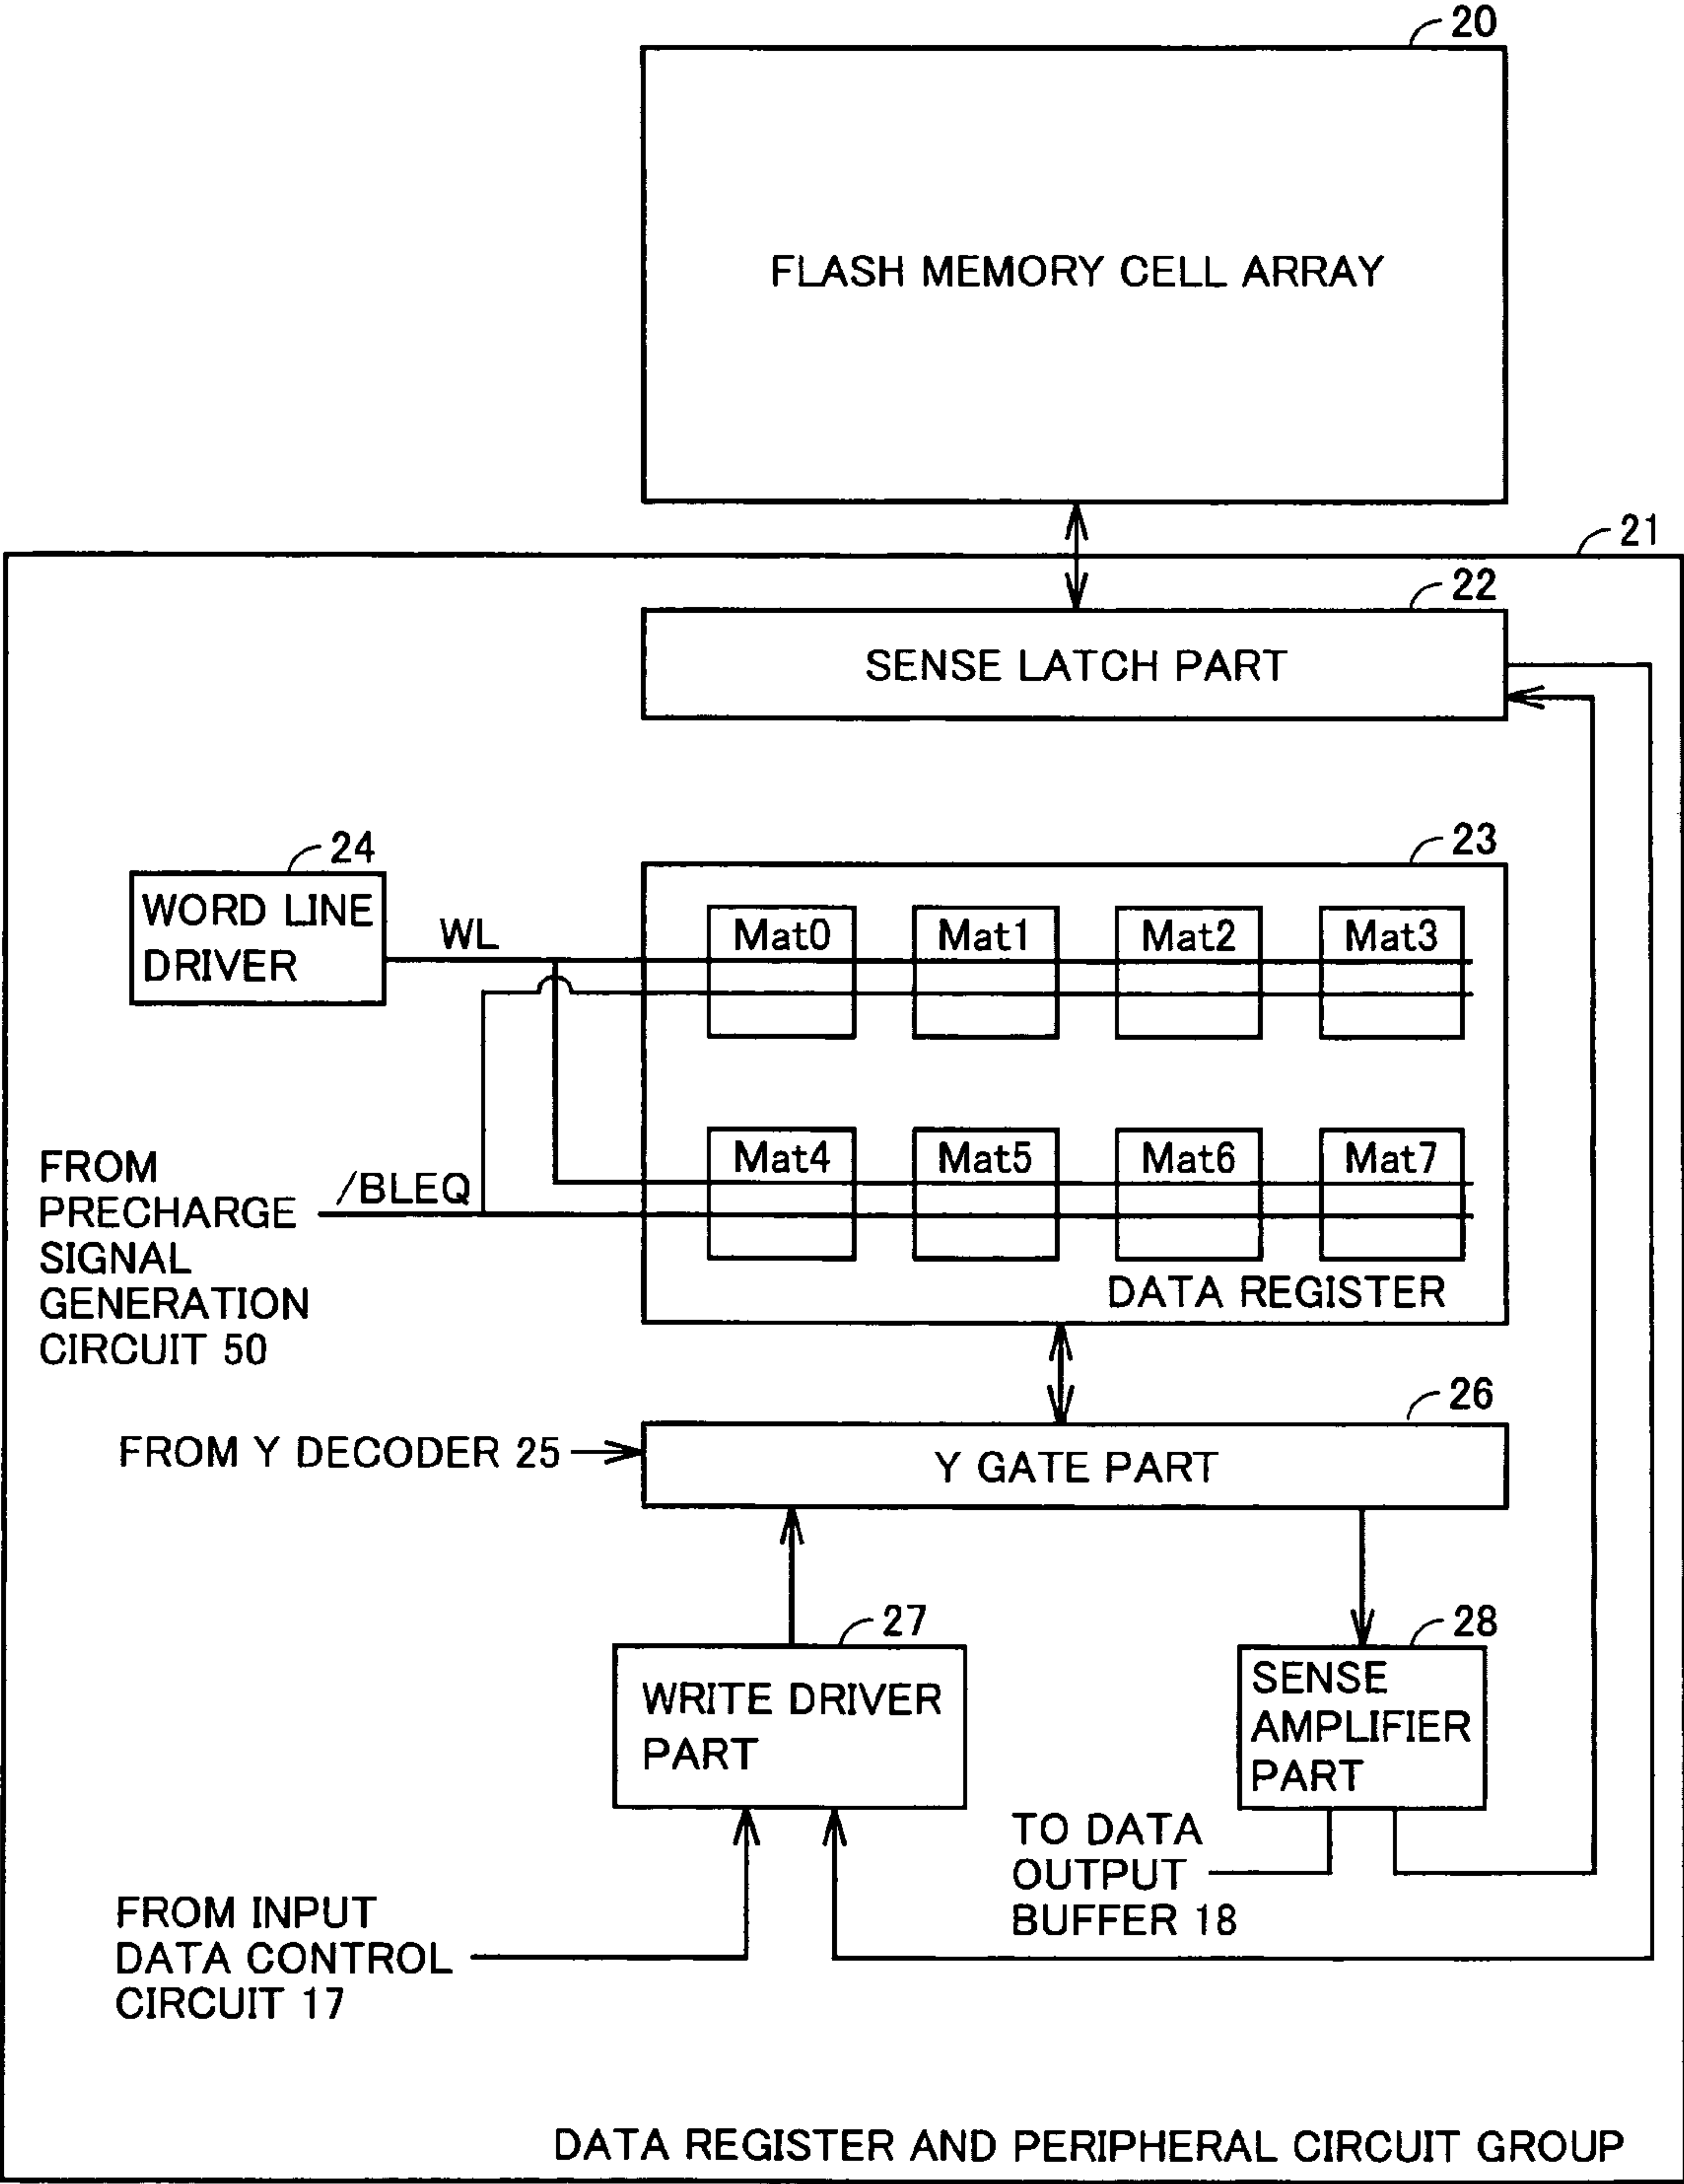 20
FLASH MEMORY CELL ARRAY
21
22
SENSE LATCH PART
24
WORD LINE
DRIVER
WL
23
Mat0 Mat1 Mat2 Mat3
Mat4 Mat5 Mat6 Mat7
DATA REGISTER
FROM
PRECHARGE
SIGNAL
GENERATION
CIRCUIT 50
/BLEQ
26
FROM Y DECODER 25
Y GATE PART
27
WRITE DRIVER
PART
28
SENSE
AMPLIFIER
PART
TO DATA
OUTPUT
BUFFER 18
FROM INPUT
DATA CONTROL
CIRCUIT 17
DATA REGISTER AND PERIPHERAL CIRCUIT GROUP